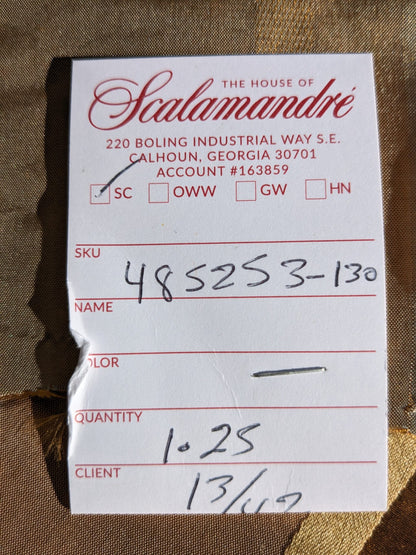 THE HOUSE OF
Scalamandré
220 BOLING INDUSTRIAL WAY S.E.
CALHOUN, GEORGIA 30701
ACCOUNT #163859
SC OWW GW HN
SKU
485253-130
NAME
OLOR
—
QUANTITY
1.25
CLIENT
13/